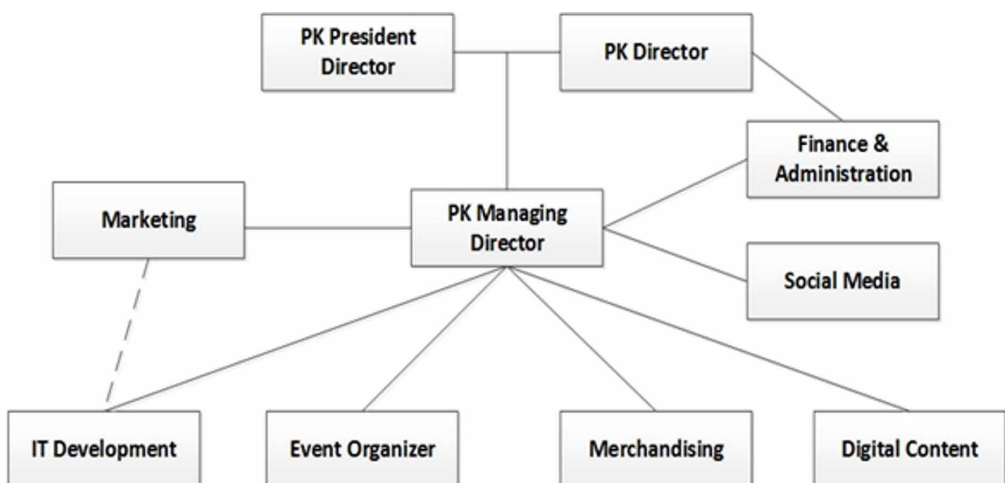 PK President
Director
PK Director
Finance &
Administration
Marketing
PK Managing
Director
Social Media
IT Development
Event Organizer
Merchandising
Digital Content